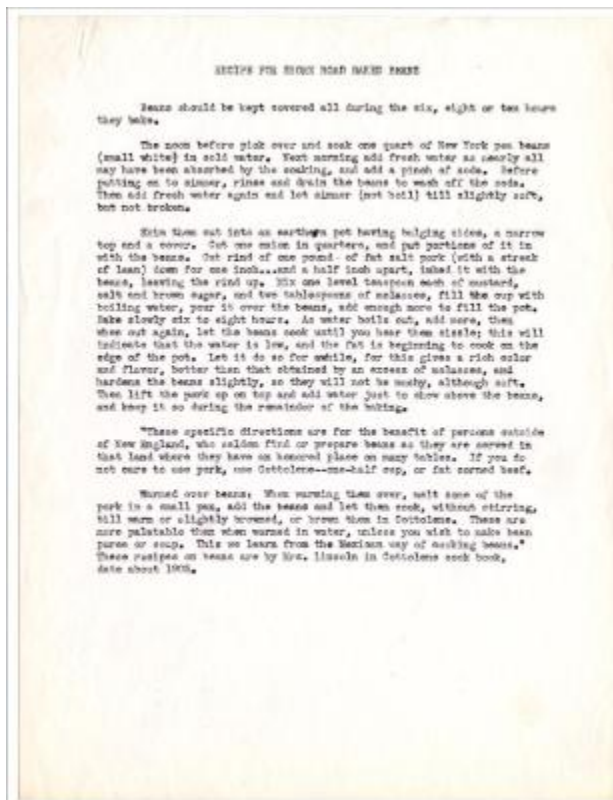 RECIPE FOR SHORE ROAD BAKED BEANS
Beans should be kept covered all during the six, eight or ten hours
they bake.
The noon before pick over and soak one quart of New York pea beans
(small white) in cold water. Next morning add fresh water as nearly all
may have been absorbed by the soaking, and add a pinch of soda. Before
putting on to simmer, rinse and drain the beans to wash off the soda.
Then add fresh water again and let simmer (not boil) till slightly soft,
but not broken.
Skim them out into an earthern pot having bulging sides, a narrow
top and a cover. Cut one onion in quarters, and put portions of it in
with the beans. Cut rind of one pound of fat salt pork (with a streak
of lean) down for one inch...and a half inch apart, imbed it with the
beans, leaving the rind up. Mix one level teaspoon each of mustard,
salt and brown sugar, and two tablespoons of molasses, fill the cup with
boiling water, pour it over the beans, add enough more to fill the pot.
Bake slowly six to eight hours. As water boils out, add more, then
when out again, let the beans cook until you hear them sizzle; this will
indicate that the water is low, and the fat is beginning to cook on the
edge of the pot. Let it do so for awhile, for this gives a rich color
and flavor, better than that obtained by an excess of molasses, and
hardens the beans slightly, so they will not be mushy, although soft.
Then lift the pork up on top and add water just to show above the beans,
and keep it so during the remainder of the baking.
"These specific directions are for the benefit of persons outside
of New England, who seldom find or prepare beans as they are served in
that land where they have an honored place on many tables. If you do
not care to use pork, use Cottolene--one-half cup, or fat corned beef.
Warmed over beans: When warming them over, melt some of the
pork in a small pan, add the beans and let them cook, without stirring,
till warm or slightly browned, or brown them in Cottolene. These are
more palatable than when warmed in water, unless you wish to make bean
puree or soup. This we learn from the Mexican way of cooking beans."
These recipes on beans are by Mrs. Lincoln in Cottolene cook book,
date about